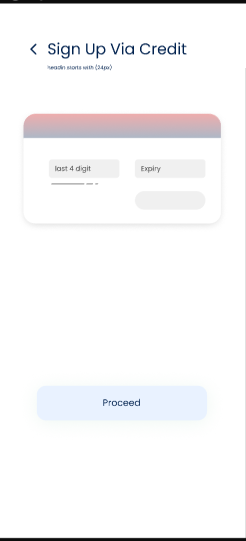 Sign Up Via Credit
headin starts with (24px)
last 4 digit
Expiry
Proceed